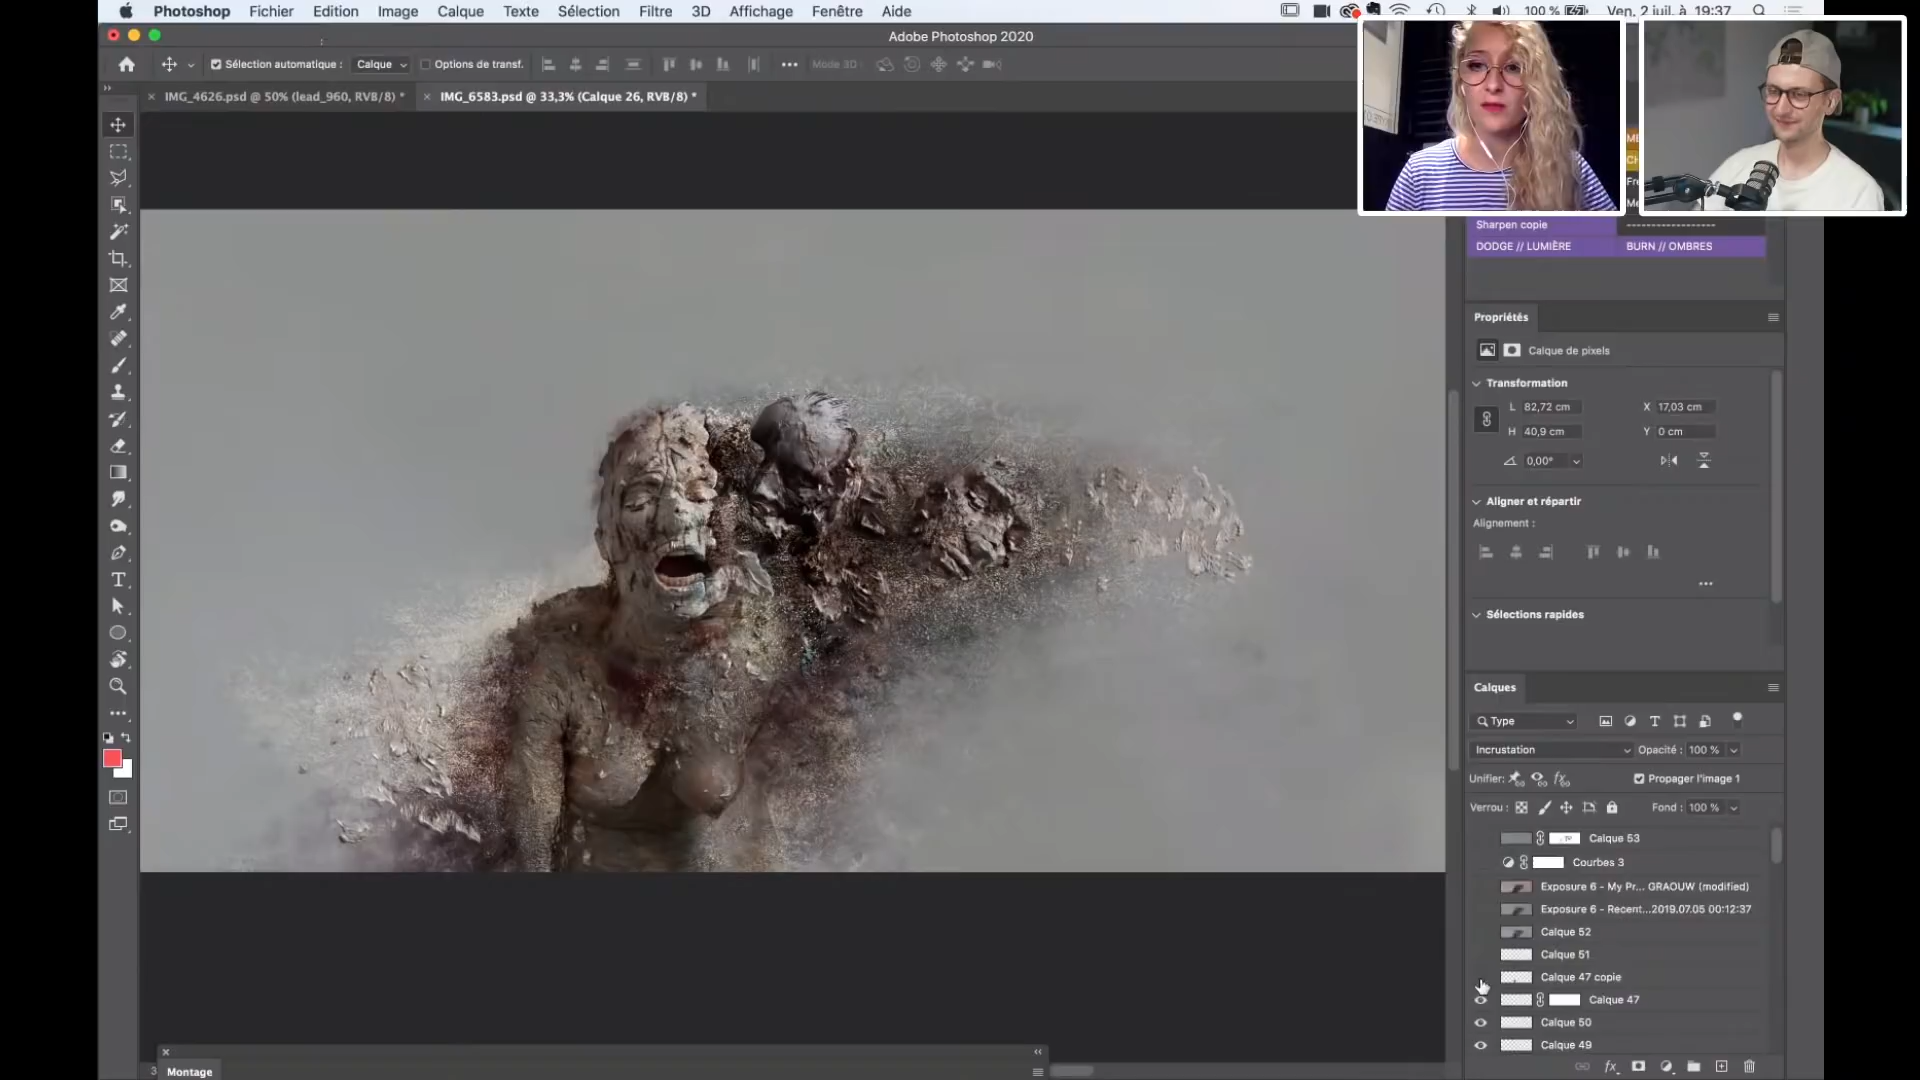 Photoshop Fichier Edition Image Calque Texte Sélection Filtre 3D Affichage Fenêtre Aide 100 % Ven. 2 juil. à 19:37
Adobe Photoshop 2020
Sélection automatique : Calque Options de transf. Mode 3D
IMG_4626.psd @ 50% (lead_960, RVB/8) * IMG_6583.psd @ 33,3% (Calque 26, RVB/8) *
Sharpen copie ------------------
DODGE // LUMIÈRE BURN // OMBRES
Propriétés
Calque de pixels
Transformation
L 82,72 cm X 17,03 cm
H 40,9 cm Y 0 cm
0,00°
Aligner et répartir
Alignement :
Sélections rapides
Calques
Type
Incrustation Opacité : 100 %
Unifier: Propager l'image 1
Verrou : Fond : 100 %
Calque 53
Courbes 3
Exposure 6 - My Pr... GRAOUW (modified)
Exposure 6 - Recent...2019.07.05 00:12:37
Calque 52
Calque 51
Calque 47 copie
Calque 47
Calque 50
Calque 49
Montage